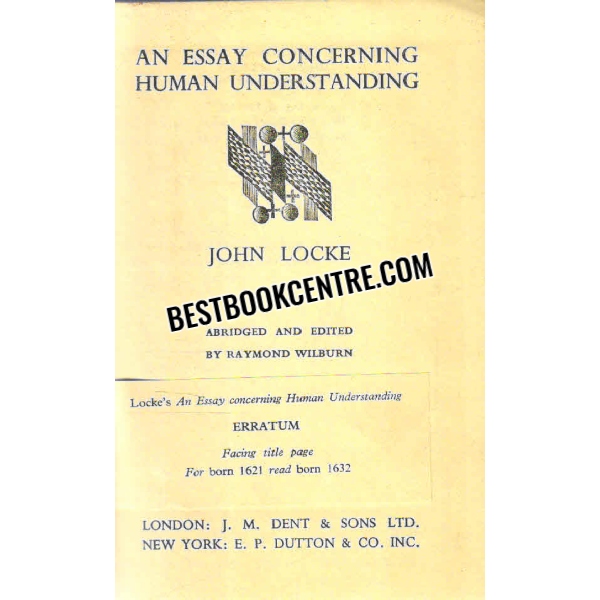 AN ESSAY CONCERNING
HUMAN UNDERSTANDING
JOHN LOCKE
BESTBOOKCENTRE.COM
ABRIDGED AND EDITED
BY RAYMOND WILBURN
Locke's An Essay concerning Human Understanding
ERRATUM
Facing title page
For born 1621 read born 1632
LONDON: J. M. DENT & SONS LTD.
NEW YORK: E. P. DUTTON & CO. INC.